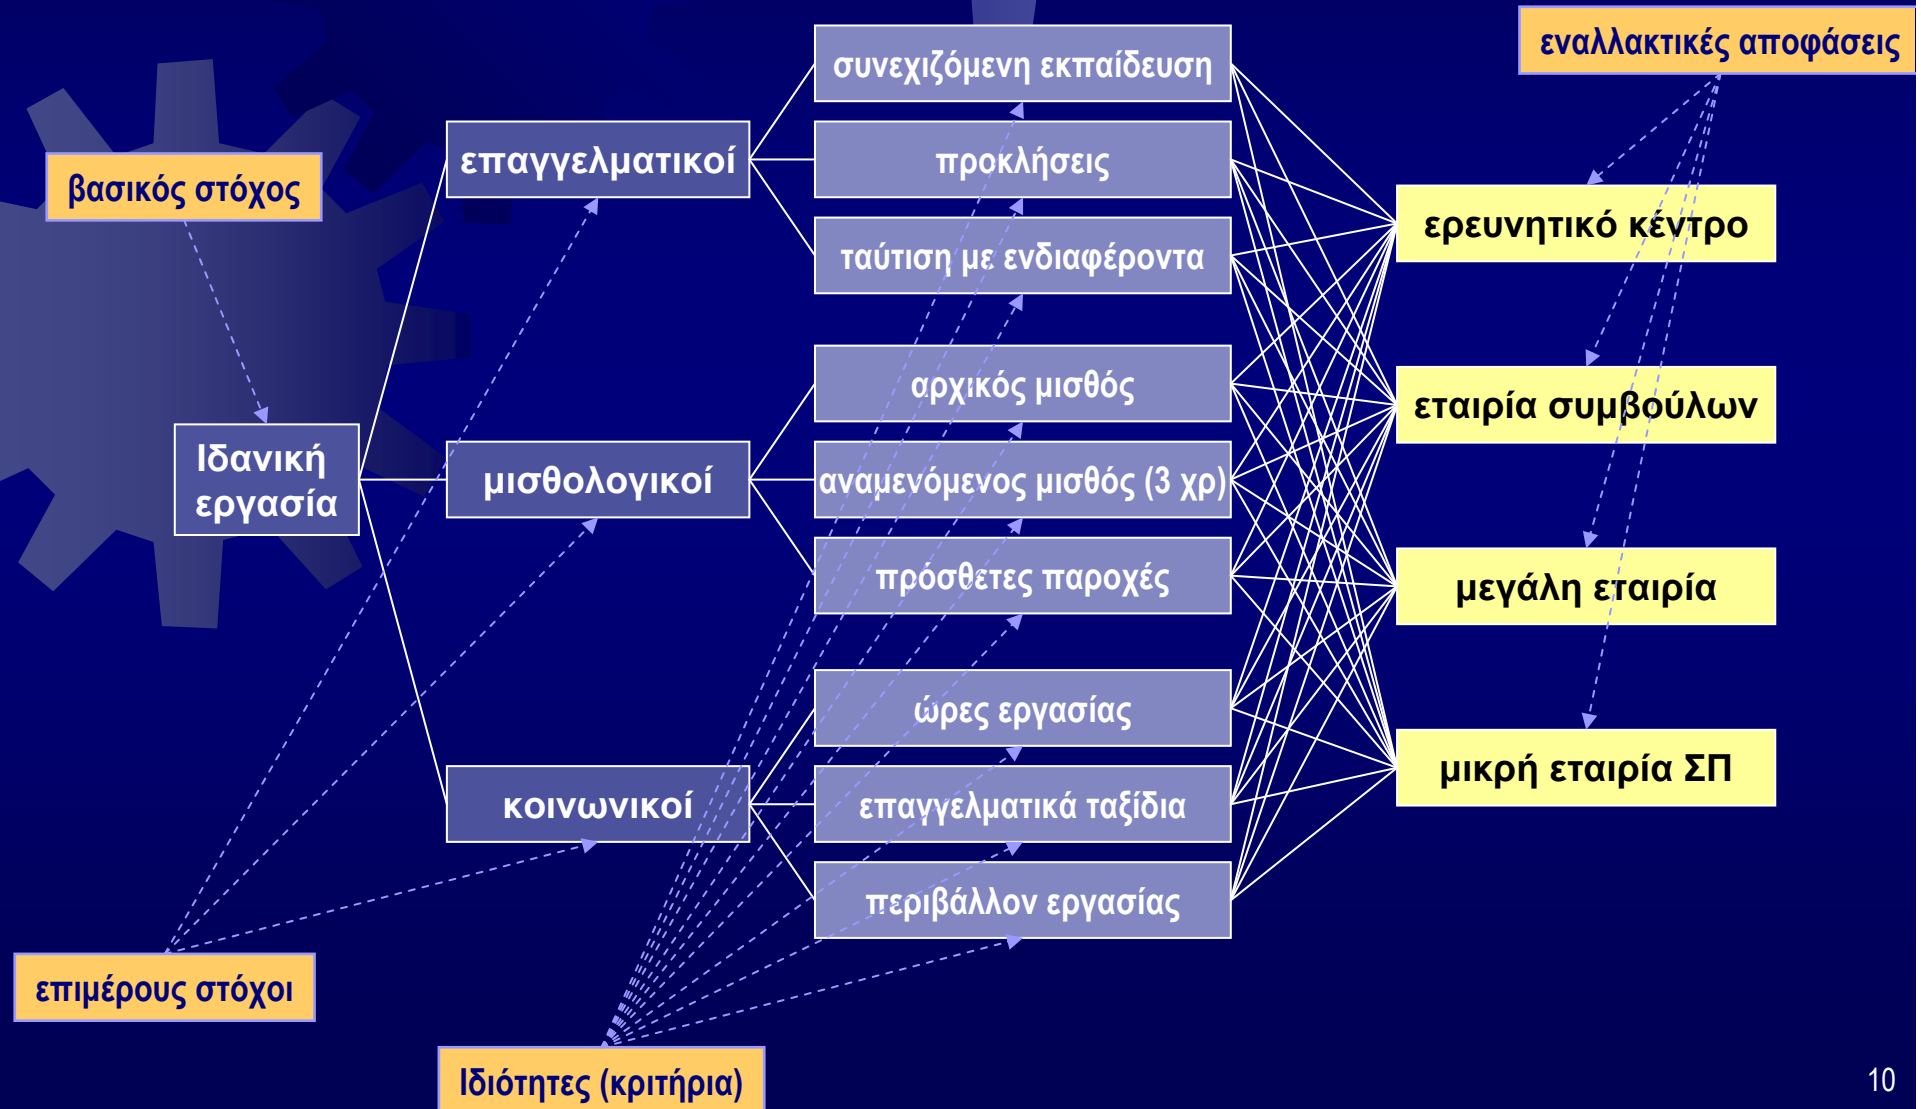 εναλλακτικές αποφάσεις
βασικός στόχος
Ιδανική
εργασία
επαγγελματικοί
μισθολογικοί
κοινωνικοί
συνεχιζόμενη εκπαίδευση
προκλήσεις
ταύτιση με ενδιαφέροντα
αρχικός μισθός
αναμενόμενος μισθός (3 χρ)
πρόσθετες παροχές
ώρες εργασίας
επαγγελματικά ταξίδια
περιβάλλον εργασίας
ερευνητικό κέντρο
εταιρία συμβούλων
μεγάλη εταιρία
μικρή εταιρία ΣΠ
επιμέρους στόχοι
Ιδιότητες (κριτήρια)
10